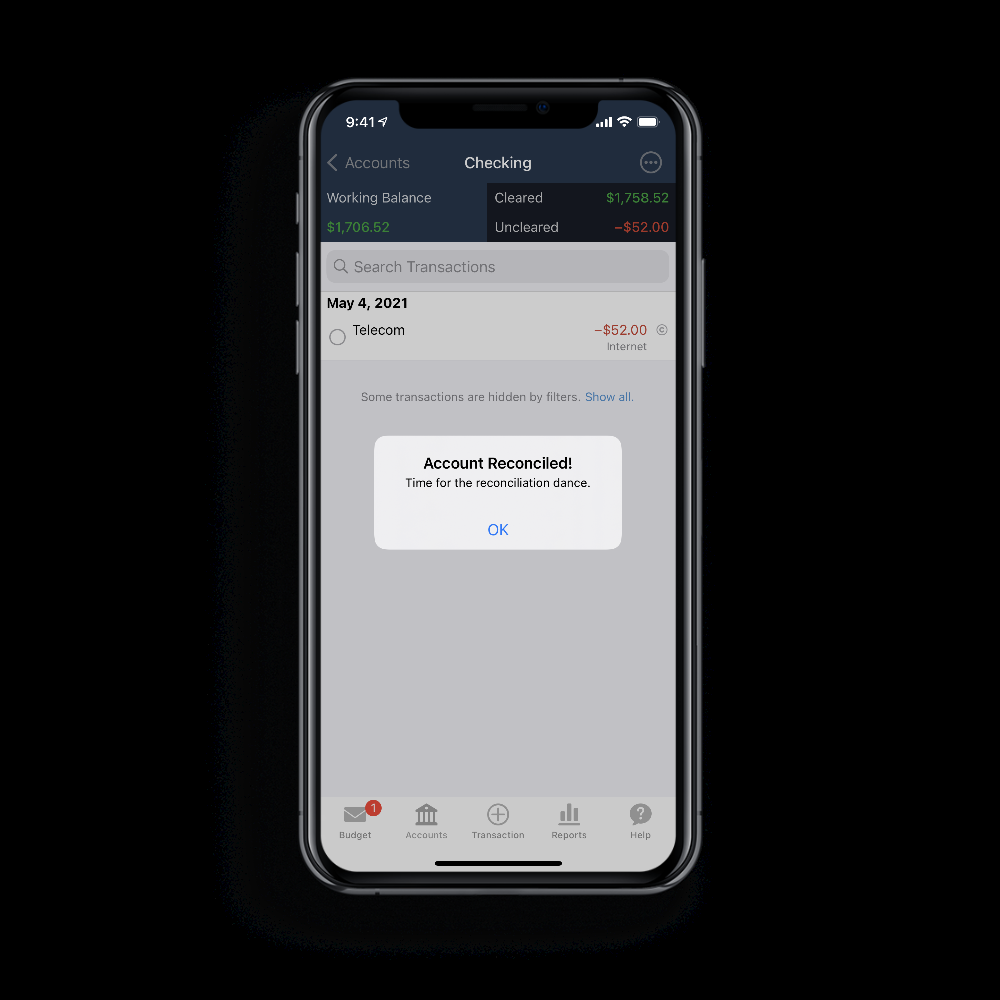 9:41
Accounts
Checking
Working Balance
Cleared
$1,758.52
$1,706.52
Uncleared
−$52.00
Search Transactions
May 4, 2021
Telecom
−$52.00
©
Internet
Some transactions are hidden by filters. Show all.
Account Reconciled!
Time for the reconciliation dance.
OK
1
Budget
Accounts
Transaction
Reports
?
Help